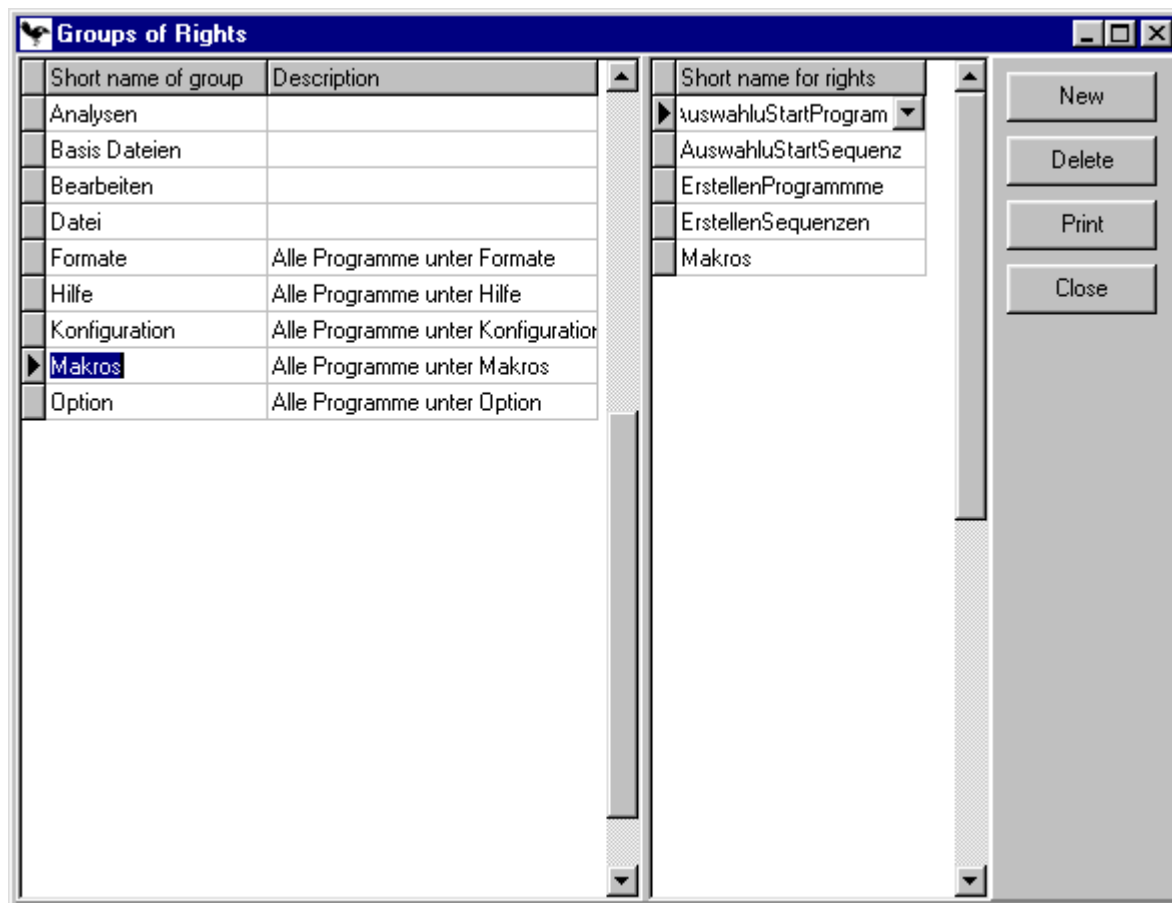 Groups of Rights
Short name of group Description
Analysen
Basis Dateien
Bearbeiten
Datei
Formate Alle Programme unter Formate
Hilfe Alle Programme unter Hilfe
Konfiguration Alle Programme unter Konfiguration
Makros Alle Programme unter Makros
Option Alle Programme unter Option
Short name for rights
AuswahluStartProgram
AuswahluStartSequenz
ErstellenProgrammme
ErstellenSequenzen
Makros
New
Delete
Print
Close